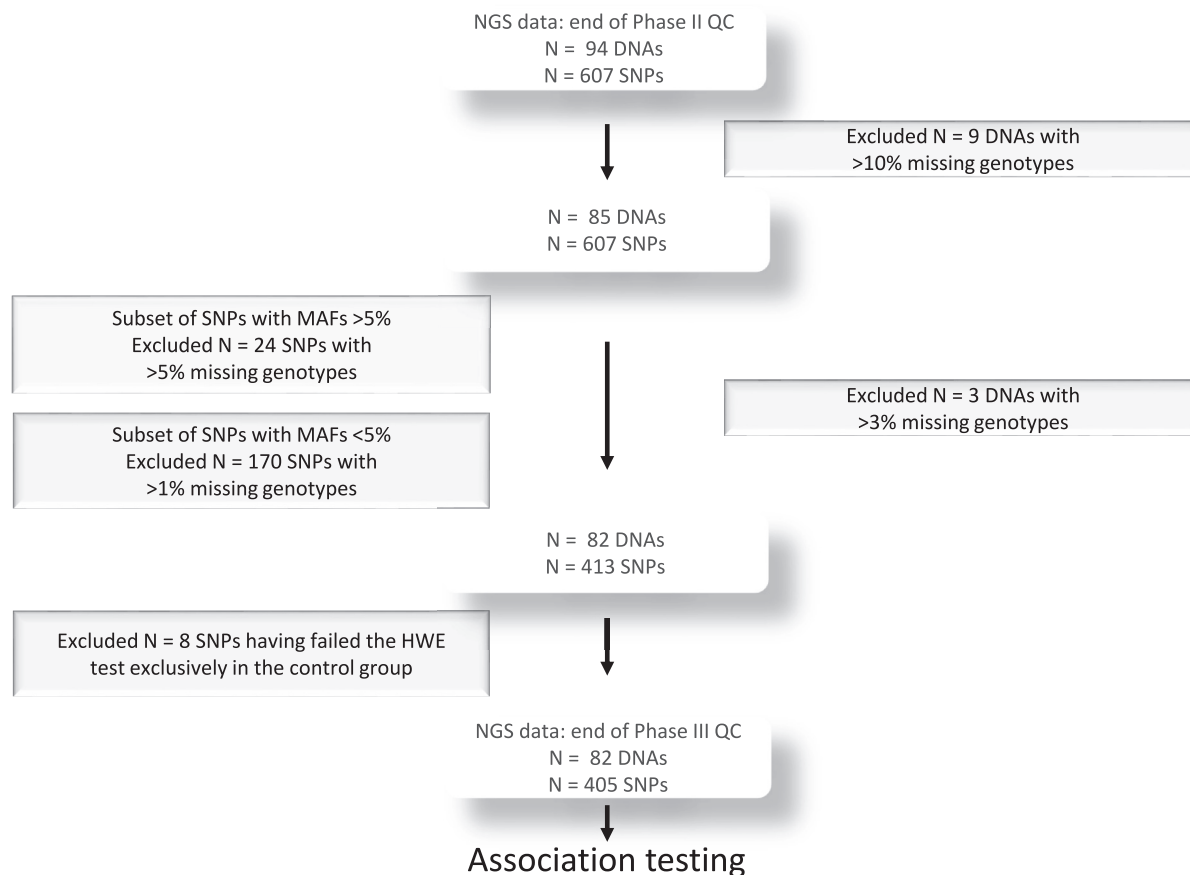 NGS data: end of Phase II QC
N = 94 DNAs
N = 607 SNPs
Excluded N = 9 DNAs with
>10% missing genotypes
N = 85 DNAs
N = 607 SNPs
Subset of SNPs with MAFs >5%
Excluded N = 24 SNPs with
>5% missing genotypes
Excluded N = 3 DNAs with
>3% missing genotypes
Subset of SNPs with MAFs <5%
Excluded N = 170 SNPs with
>1% missing genotypes
N = 82 DNAs
N = 413 SNPs
Excluded N = 8 SNPs having failed the HWE
test exclusively in the control group
NGS data: end of Phase III QC
N = 82 DNAs
N = 405 SNPs
Association testing